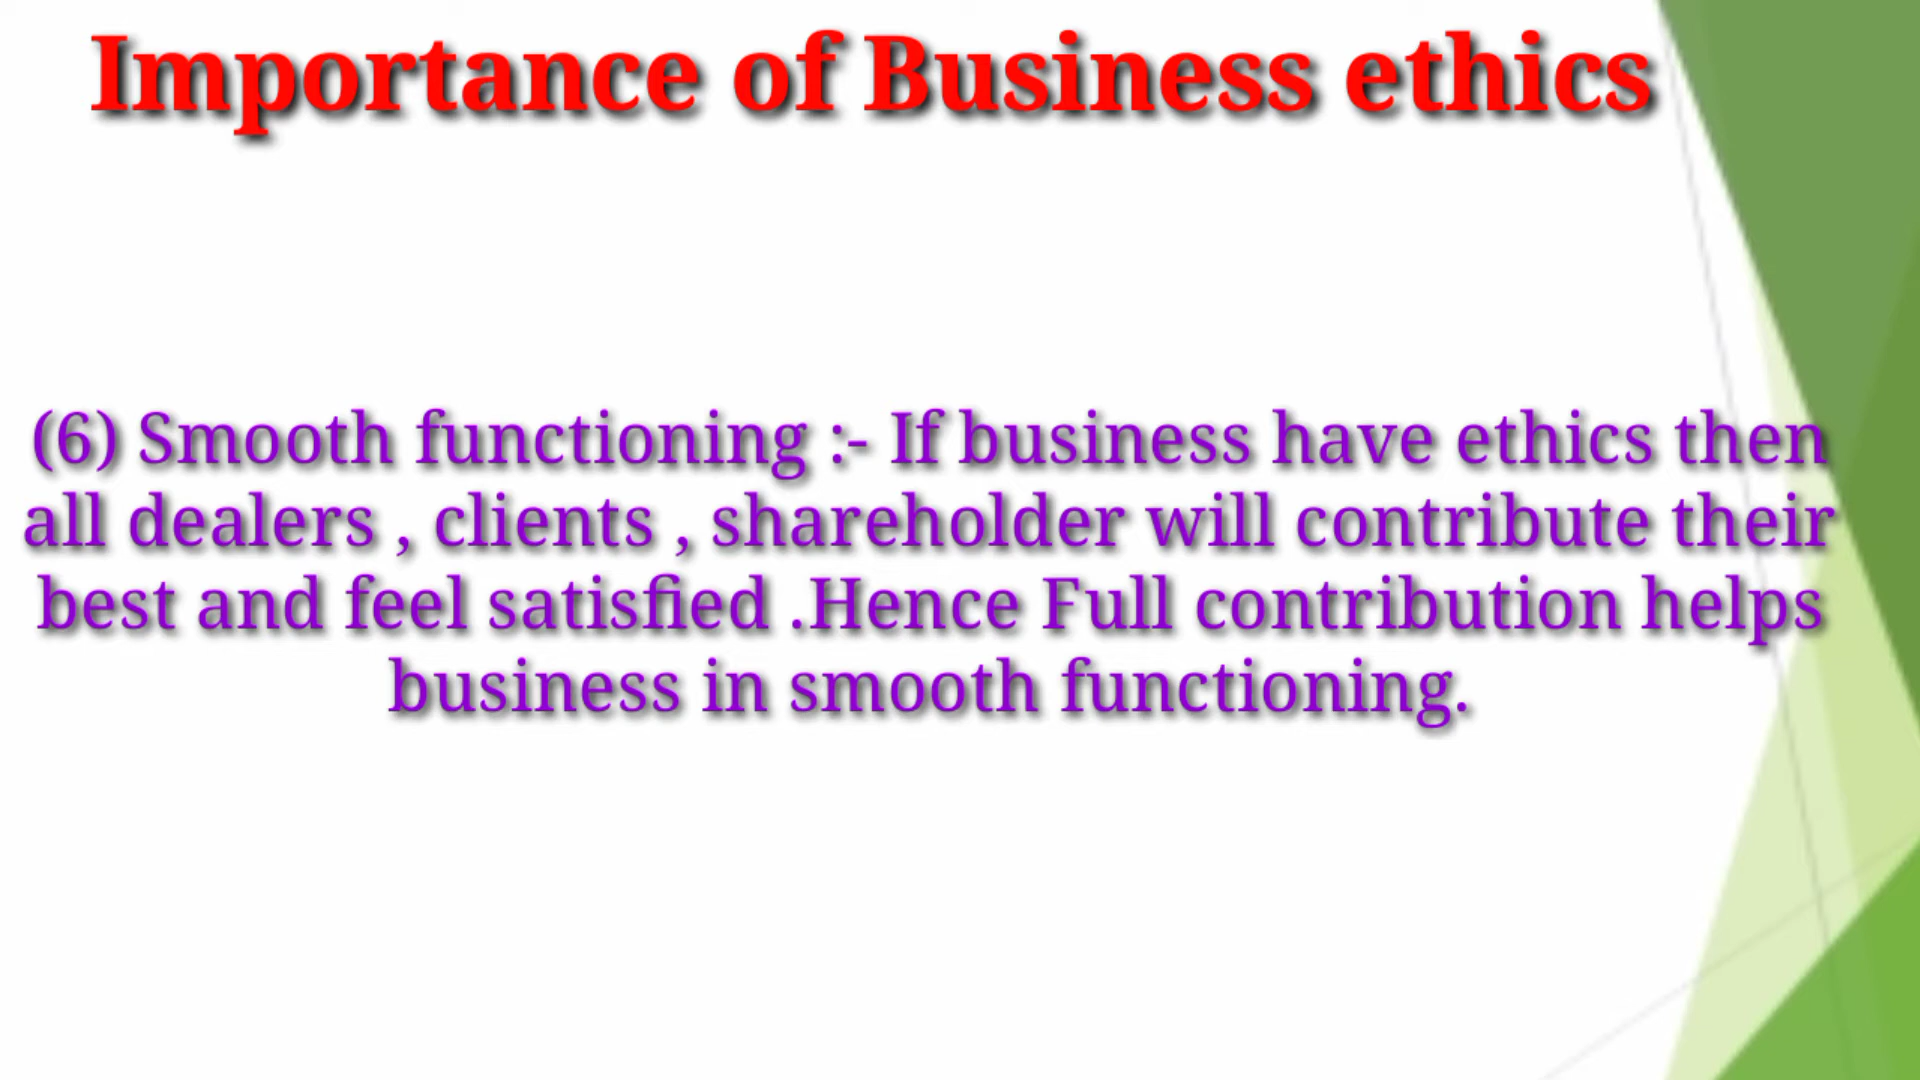 Importance of Business ethics
(6) Smooth functioning :- If business have ethics then
all dealers , clients , shareholder will contribute their
best and feel satisfied .Hence Full contribution helps
business in smooth functioning.